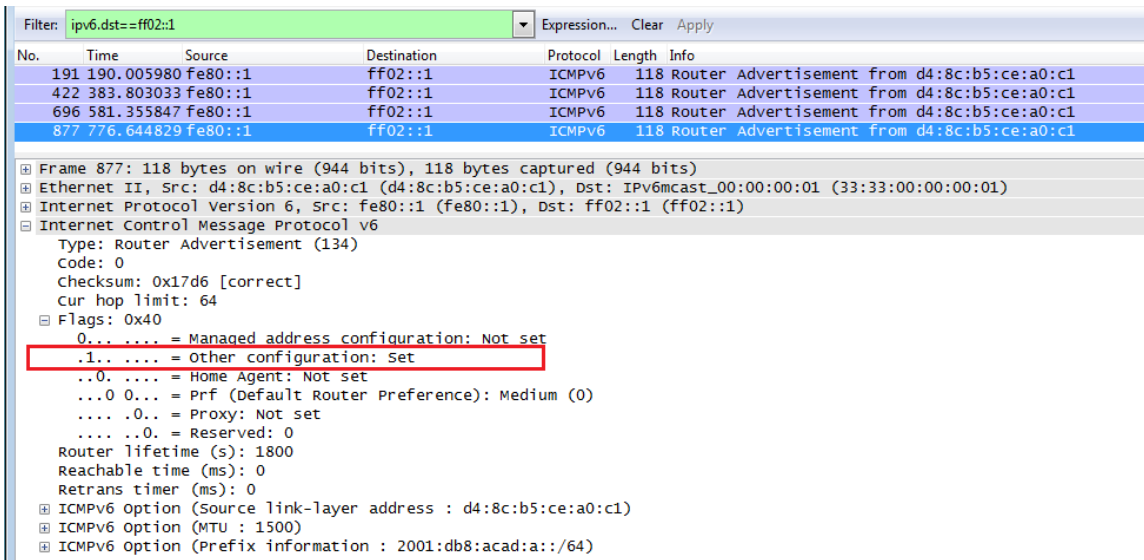 Filter: ipv6.dst==ff02::1 Expression... Clear Apply
No. Time Source Destination Protocol Length Info
191 190.005980 fe80::1 ff02::1 ICMPv6 118 Router Advertisement from d4:8c:b5:ce:a0:c1
422 383.803033 fe80::1 ff02::1 ICMPv6 118 Router Advertisement from d4:8c:b5:ce:a0:c1
696 581.355847 fe80::1 ff02::1 ICMPv6 118 Router Advertisement from d4:8c:b5:ce:a0:c1
877 776.644829 fe80::1 ff02::1 ICMPv6 118 Router Advertisement from d4:8c:b5:ce:a0:c1
Frame 877: 118 bytes on wire (944 bits), 118 bytes captured (944 bits)
Ethernet II, Src: d4:8c:b5:ce:a0:c1 (d4:8c:b5:ce:a0:c1), Dst: IPv6mcast_00:00:00:01 (33:33:00:00:00:01)
Internet Protocol Version 6, Src: fe80::1 (fe80::1), Dst: ff02::1 (ff02::1)
Internet Control Message Protocol v6
Type: Router Advertisement (134)
Code: 0
Checksum: 0x17d6 [correct]
Cur hop limit: 64
Flags: 0x40
0... .... = Managed address configuration: Not set
.1.. .... = Other configuration: Set
..0. .... = Home Agent: Not set
...0 0... = Prf (Default Router Preference): Medium (0)
.... .0.. = Proxy: Not set
.... ..0. = Reserved: 0
Router lifetime (s): 1800
Reachable time (ms): 0
Retrans timer (ms): 0
ICMPv6 Option (Source link-layer address : d4:8c:b5:ce:a0:c1)
ICMPv6 Option (MTU : 1500)
ICMPv6 Option (Prefix information : 2001:db8:acad:a::/64)